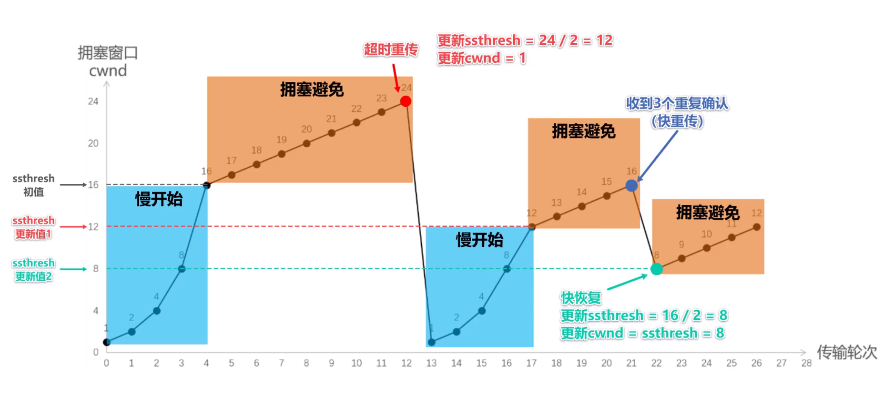 超时重传
更新ssthresh = 24 / 2 = 12
更新cwnd = 1
拥塞窗口
cwnd
拥塞避免
24
24
23
22
21
20
19
18
17
16
收到3个重复确认
(快重传)
拥塞避免
16
15
14
13
12
20
ssthresh
初值
16
慢开始
拥塞避免
12
11
10
9
8
ssthresh
更新值1
12
慢开始
ssthresh
更新值2
8
8
8
4
4
4
2
2
1
1
0
快恢复
更新ssthresh = 16 / 2 = 8
更新cwnd = ssthresh = 8
0 1 2 3 4 5 6 7 8 9 10 11 12 13 14 15 16 17 18 19 20 21 22 23 24 25 26 27 28
传输轮次